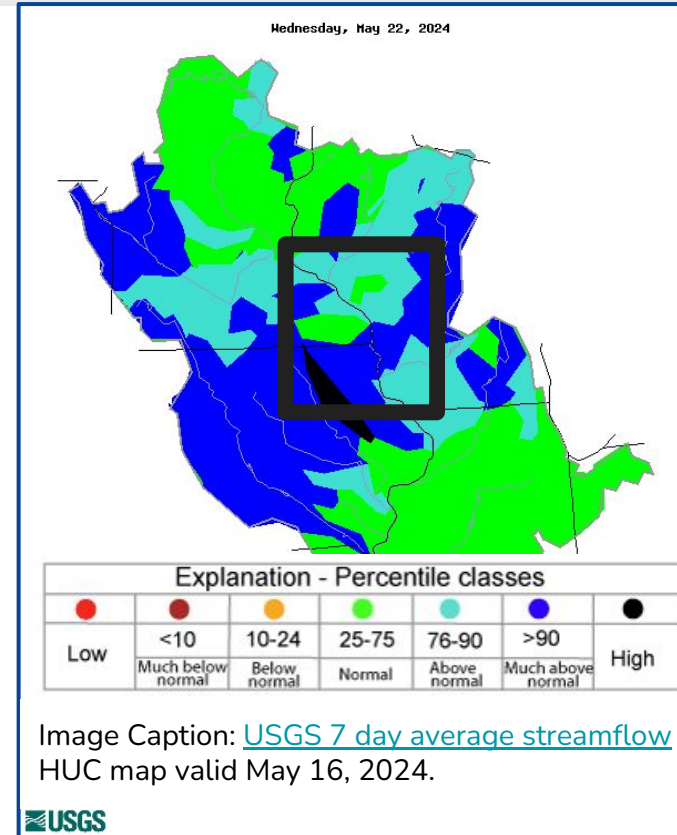 Wednesday, May 22, 2024
Explanation - Percentile classes
Low <10 10-24 25-75 76-90 >90 High
Much below normal Below normal Normal Above normal Much above normal
Image Caption: USGS 7 day average streamflow
HUC map valid May 16, 2024.
USGS